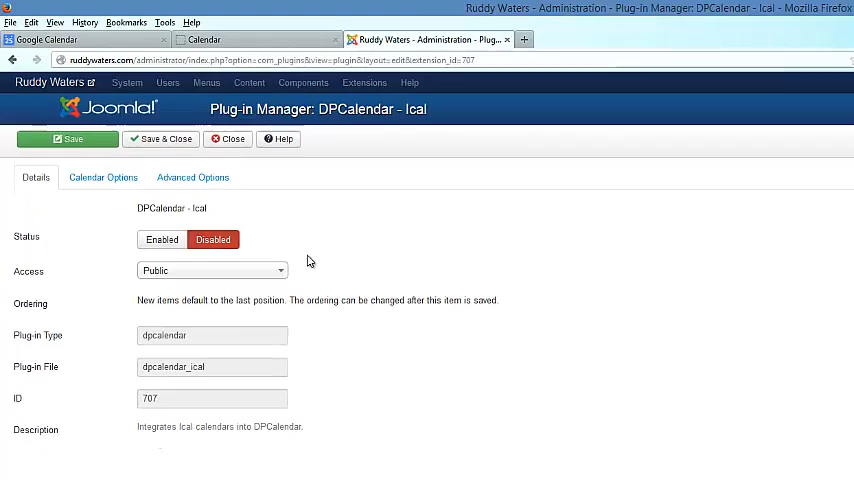 Ruddy Waters - Administration - Plug-in Manager: DPCalendar - Ical - Mozilla Firefox
File Edit View History Bookmarks Tools Help
25 Google Calendar × Calendar × Ruddy Waters - Administration - Plug... × +
ruddywaters.com/administrator/index.php?option=com_plugins&view=plugin&layout=edit&extension_id=707
Ruddy Waters System Users Menus Content Components Extensions Help
Joomla! Plug-in Manager: DPCalendar - Ical
Save Save & Close Close Help
Details Calendar Options Advanced Options
DPCalendar - Ical
Status Enabled Disabled
Access Public
Ordering New items default to the last position. The ordering can be changed after this item is saved.
Plug-in Type dpcalendar
Plug-in File dpcalendar_ical
ID 707
Description Integrates Ical calendars into DPCalendar.